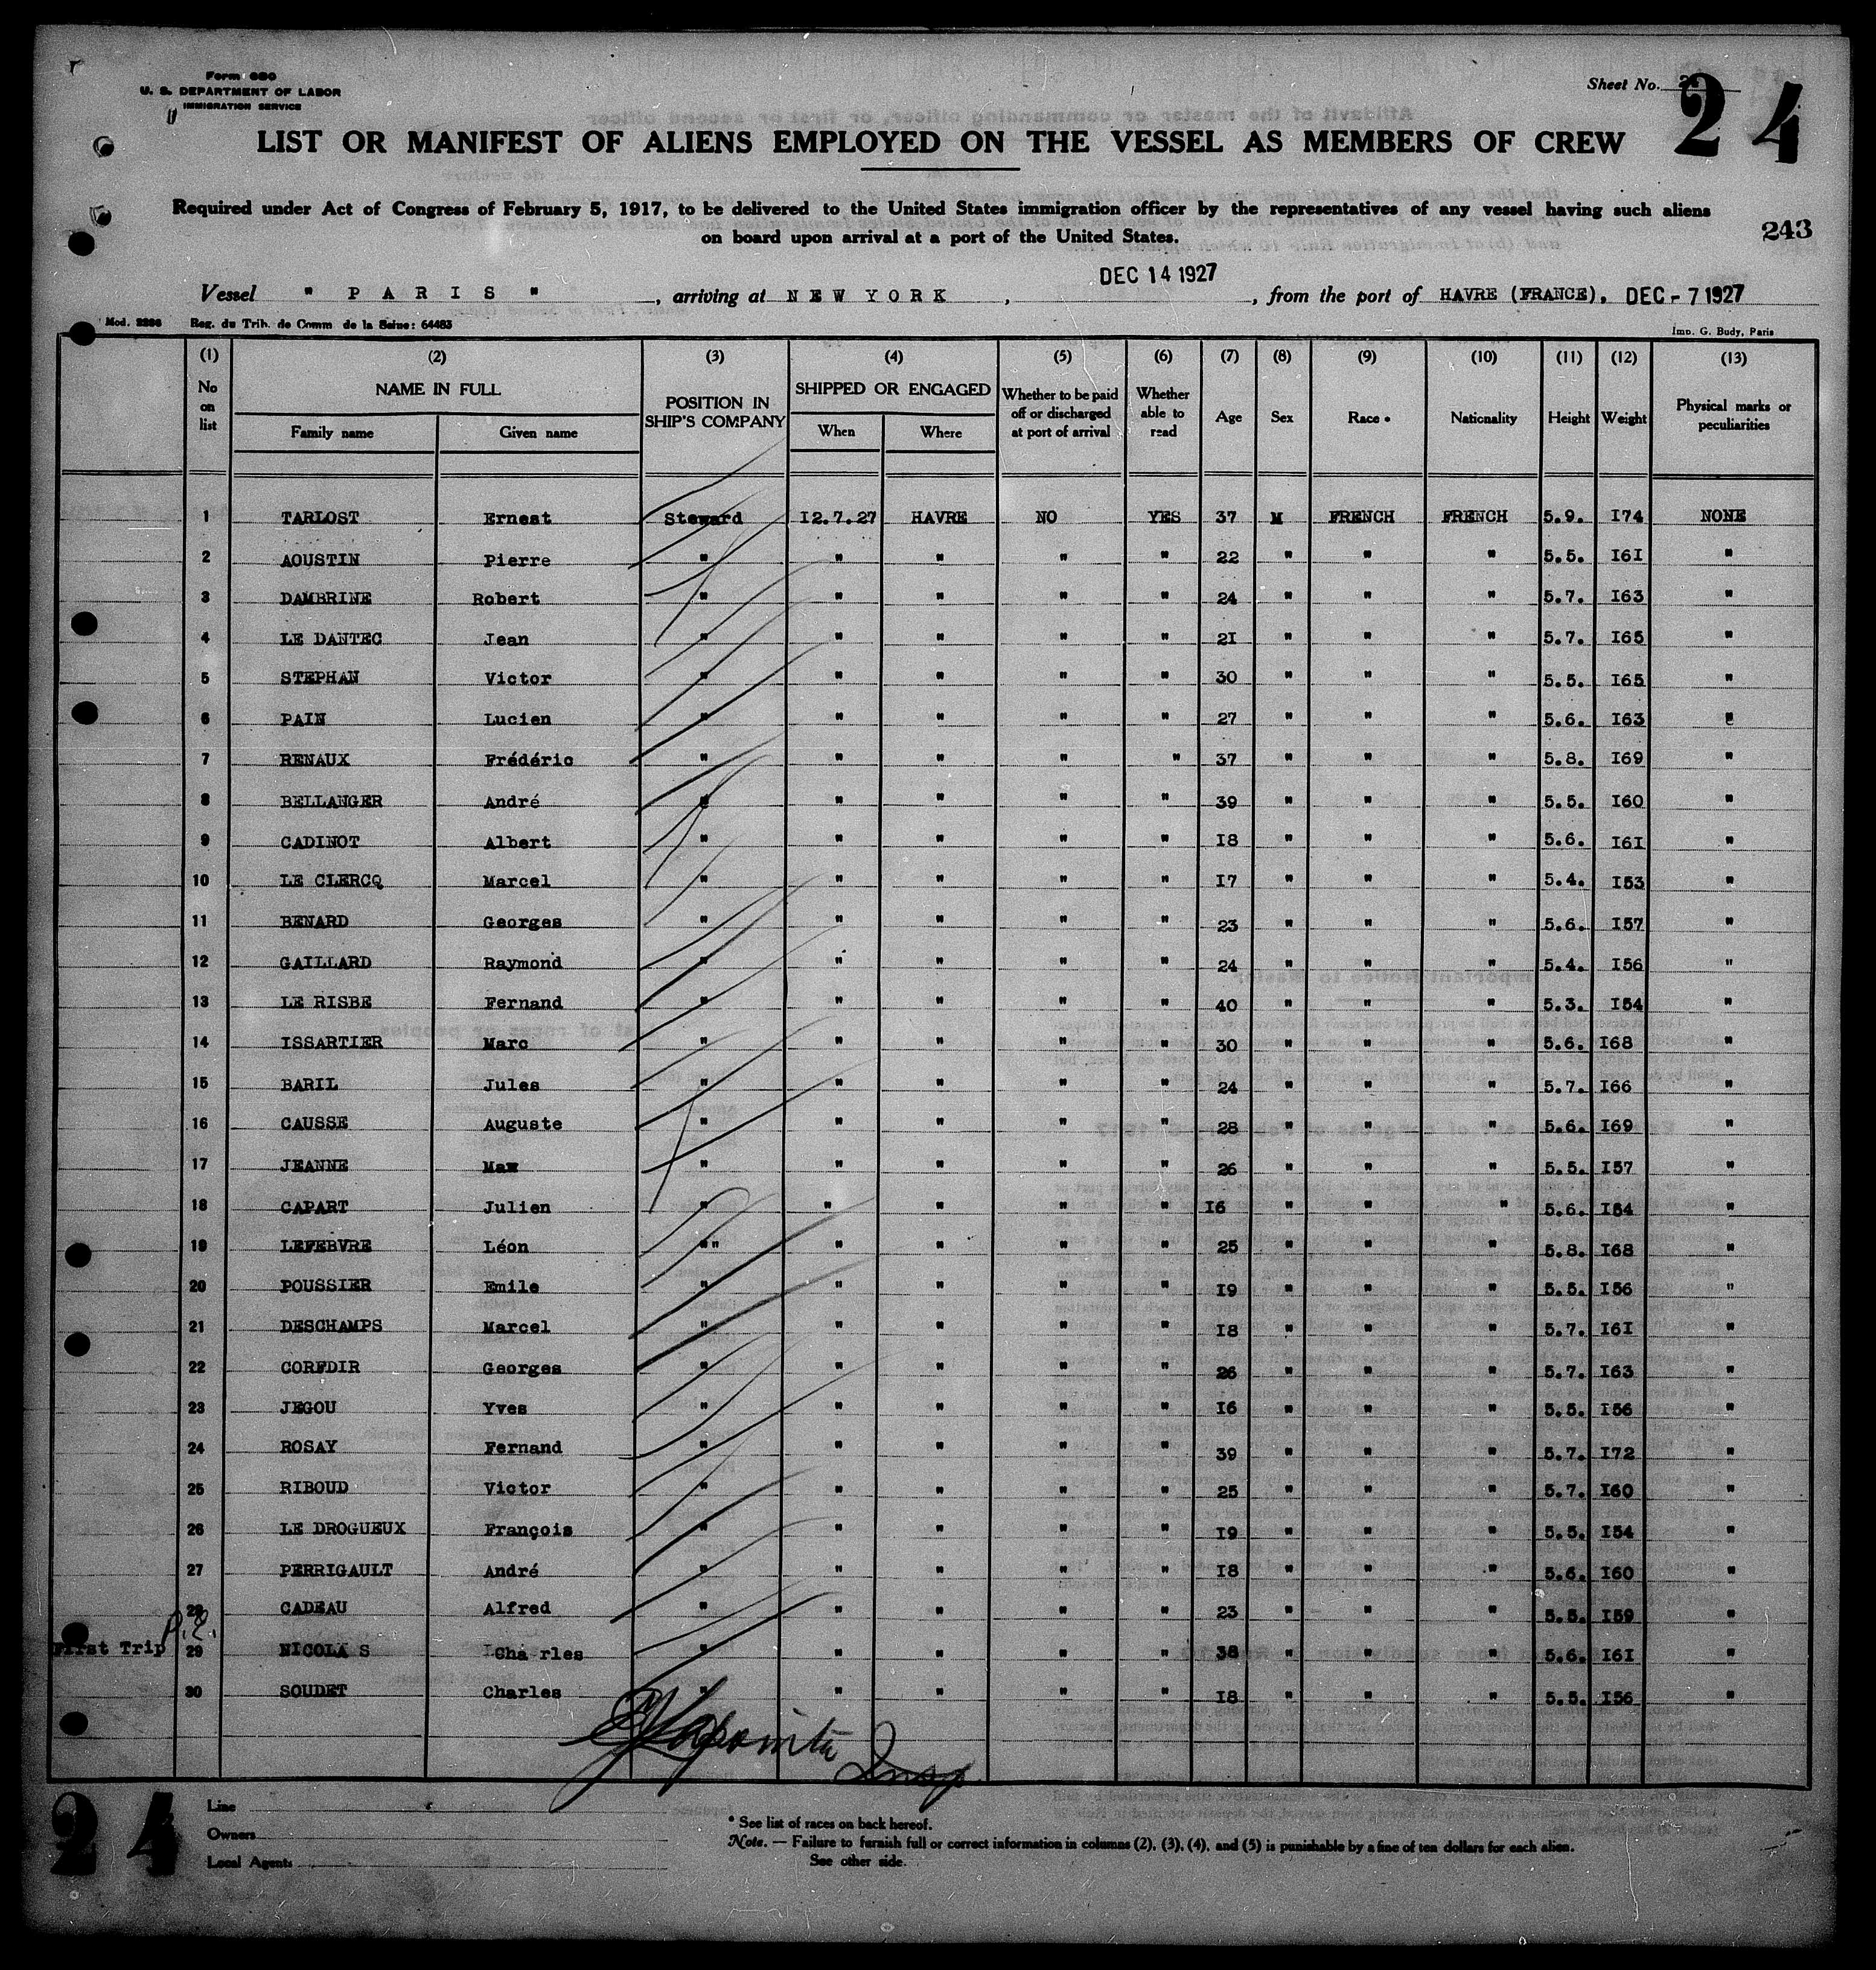 Form 680
U. S. DEPARTMENT OF LABOR
IMMIGRATION SERVICE
Sheet No.
24
LIST OR MANIFEST OF ALIENS EMPLOYED ON THE VESSEL AS MEMBERS OF CREW
Required under Act of Congress of February 5, 1917, to be delivered to the United States immigration officer by the representatives of any vessel having such aliens
on board upon arrival at a port of the United States.
243
DEC 14 1927
Vessel " P A R I S " , arriving at N E W Y O R K , , from the port of HAVRE (FRANCE). DEC - 7 1927
Mod. 2286 Reg. du Trib. de Comm de la Seine: 64483
Imp. G. Budy, Paris
(1) (2) (3) (4) (5) (6) (7) (8) (9) (10) (11) (12) (13)
No on list NAME IN FULL POSITION IN SHIP'S COMPANY SHIPPED OR ENGAGED Whether to be paid off or discharged at port of arrival Whether able to read Age Sex Race * Nationality Height Weight Physical marks or peculiarities
Family name Given name When Where
1 TARLOST Ernest Steward 12.7.27 HAVRE NO YES 37 M FRENCH FRENCH 5.9. 174 NONE
2 AOUSTIN Pierre " " " " " 22 " " " 5.5. 161 "
3 DAMBRINE Robert " " " " " 24 " " " 5.7. 163 "
4 LE DANTEC Jean " " " " " 21 " " " 5.7. 165 "
5 STEPHAN Victor " " " " " 30 " " " 5.5. 165 "
6 PAIN Lucien " " " " " 27 " " " 5.6. 163 "
7 RENAUX Frédéric " " " " " 37 " " " 5.8. 169 "
8 BELLANGER André " " " " " 39 " " " 5.5. 160 "
9 CADINOT Albert " " " " " 18 " " " 5.6. 161 "
10 LE CLERCQ Marcel " " " " " 17 " " " 5.4. 153 "
11 BENARD Georges " " " " " 23 " " " 5.6. 157 "
12 GAILLARD Raymond " " " " " 24 " " " 5.4. 156 "
13 LE RISBE Fernand " " " " " 40 " " " 5.3. 154 "
14 ISSARTIER Marc " " " " " 30 " " " 5.6. 168 "
15 BARIL Jules " " " " " 24 " " " 5.7. 166 "
16 CAUSSE Auguste " " " " " 28 " " " 5.6. 169 "
17 JEANNE Max " " " " " 26 " " " 5.5. 157 "
18 CAPART Julien " " " " " 16 " " " 5.6. 164 "
19 LEFEBVRE Léon "" " " " " 25 " " " 5.8. 168 "
20 POUSSIER Emile " " " " " 19 " " " 5.5. 156 "
21 DESCHAMPS Marcel " " " " " 18 " " " 5.7. 161 "
22 CORFDIR Georges " " " " " 26 " " " 5.7. 163 "
23 JEGOU Yves " " " " " 16 " " " 5.5. 156 "
24 ROSAY Fernand " " " " " 39 " " " 5.7. 172 "
25 RIBOUD Victor " " " " " 25 " " " 5.7. 160 "
26 LE DROGUEUX François " " " " " 19 " " " 5.5. 154 "
27 PERRIGAULT André " " " " " 18 " " " 5.6. 160 "
28 CADEAU Alfred " " " " " 23 " " " 5.5. 159 "
First Trip 29 NICOLA S Cha rles " " " " " 38 " " " 5.6. 161 "
30 SOUDET Charles " " " " " 18 " " " 5.5. 156 "
24
Line
Owners
Local Agents
* See list of races on back hereof.
Note. — Failure to furnish full or correct information in columns (2), (3), (4), and (5) is punishable by a fine of ten dollars for each alien.
See other side.